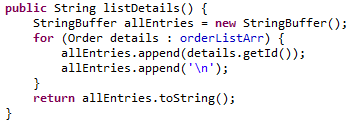 public String listDetails() {
    StringBuffer allEntries = new StringBuffer();
    for (Order details : orderListArr) {
        allEntries.append(details.getId());
        allEntries.append('\n');
    }
    return allEntries.toString();
}